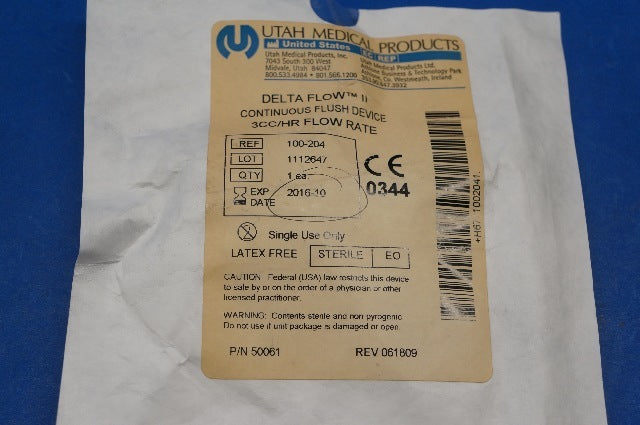 UTAH MEDICAL PRODUCTS
United States
EC REP
Utah Medical Products, Inc.
7043 South 300 West
Midvale, Utah 84047
800.533.4984 • 801.566.1200
Utah Medical Products Ltd.
Business & Technology Park
Athlone, Co. Westmeath, Ireland
DELTA FLOW™ II
CONTINUOUS FLUSH DEVICE
3CC/HR FLOW RATE
REF 100-204
LOT 1112647
QTY 1 ea.
EXP DATE 2016-10
CE
0344
Single Use Only
LATEX FREE STERILE EO
CAUTION: Federal (USA) law restricts this device
to safe by or on the order of a physician or other
licensed practitioner.
WARNING: Contents sterile and non pyrogenic.
Do not use if unit package is damaged or open.
P/N 50061 REV 061809